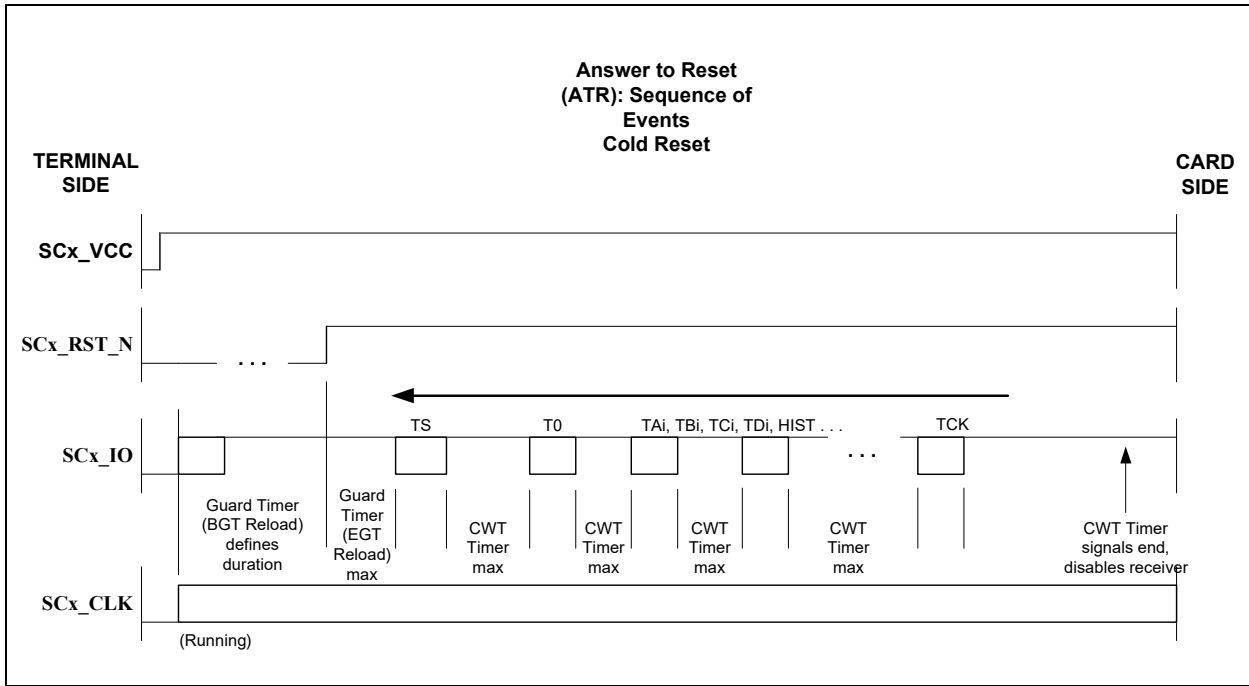 Answer to Reset
(ATR): Sequence of
Events
Cold Reset
TERMINAL
SIDE
CARD
SIDE
SCx_VCC
SCx_RST_N
. . .
TS
T0
TAi, TBi, TCi, TDi, HIST . . .
TCK
SCx_IO
. . .
Guard Timer
(BGT Reload)
defines
duration
Guard
Timer
(EGT
Reload)
max
CWT
Timer
max
CWT
Timer
max
CWT
Timer
max
CWT
Timer
max
CWT Timer
signals end,
disables receiver
SCx_CLK
(Running)